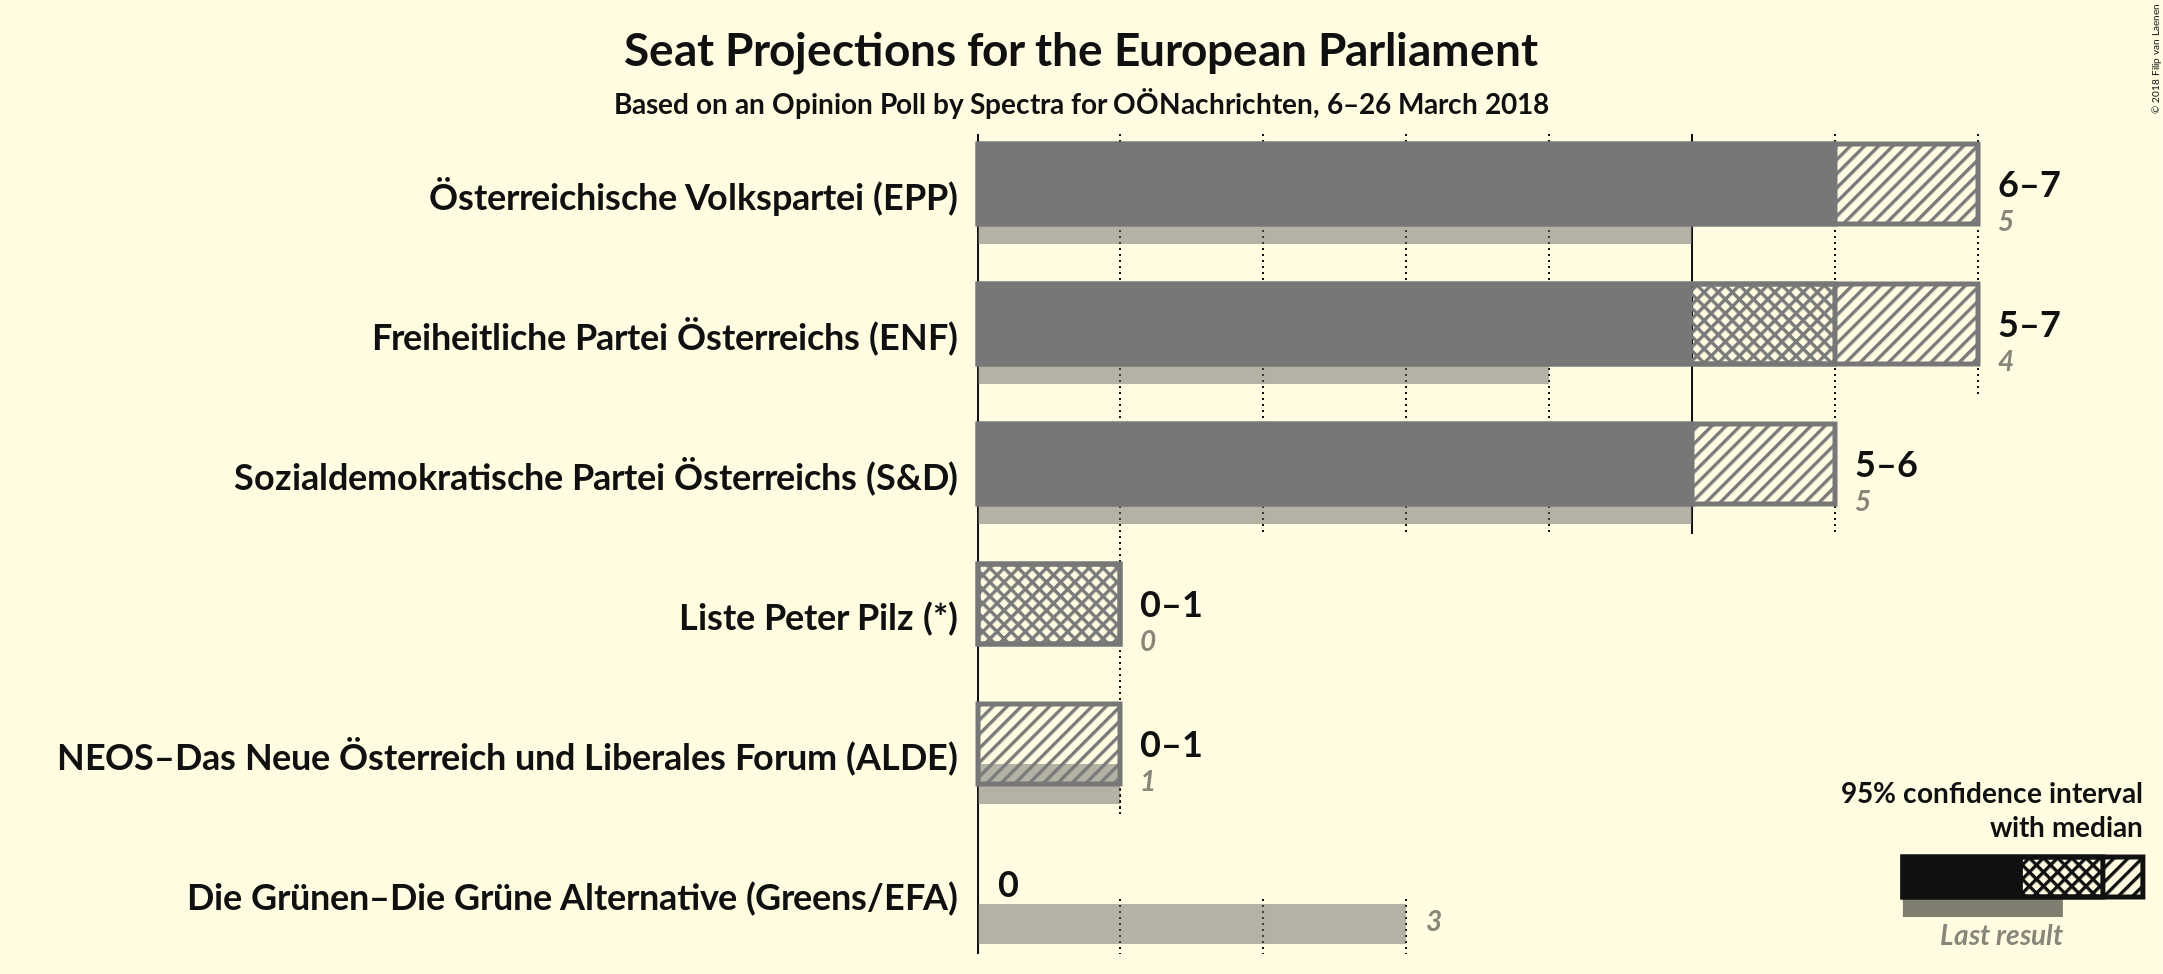 Seat Projections for the European Parliament
Based on an Opinion Poll by Spectra for OÖNachrichten, 6–26 March 2018
© 2018 Filip van Laenen
Österreichische Volkspartei (EPP)
6–7
5
Freiheitliche Partei Österreichs (ENF)
5–7
4
Sozialdemokratische Partei Österreichs (S&D)
5–6
5
Liste Peter Pilz (*)
0–1
0
NEOS–Das Neue Österreich und Liberales Forum (ALDE)
0–1
1
Die Grünen–Die Grüne Alternative (Greens/EFA)
0
3
95% confidence interval
with median
Last result